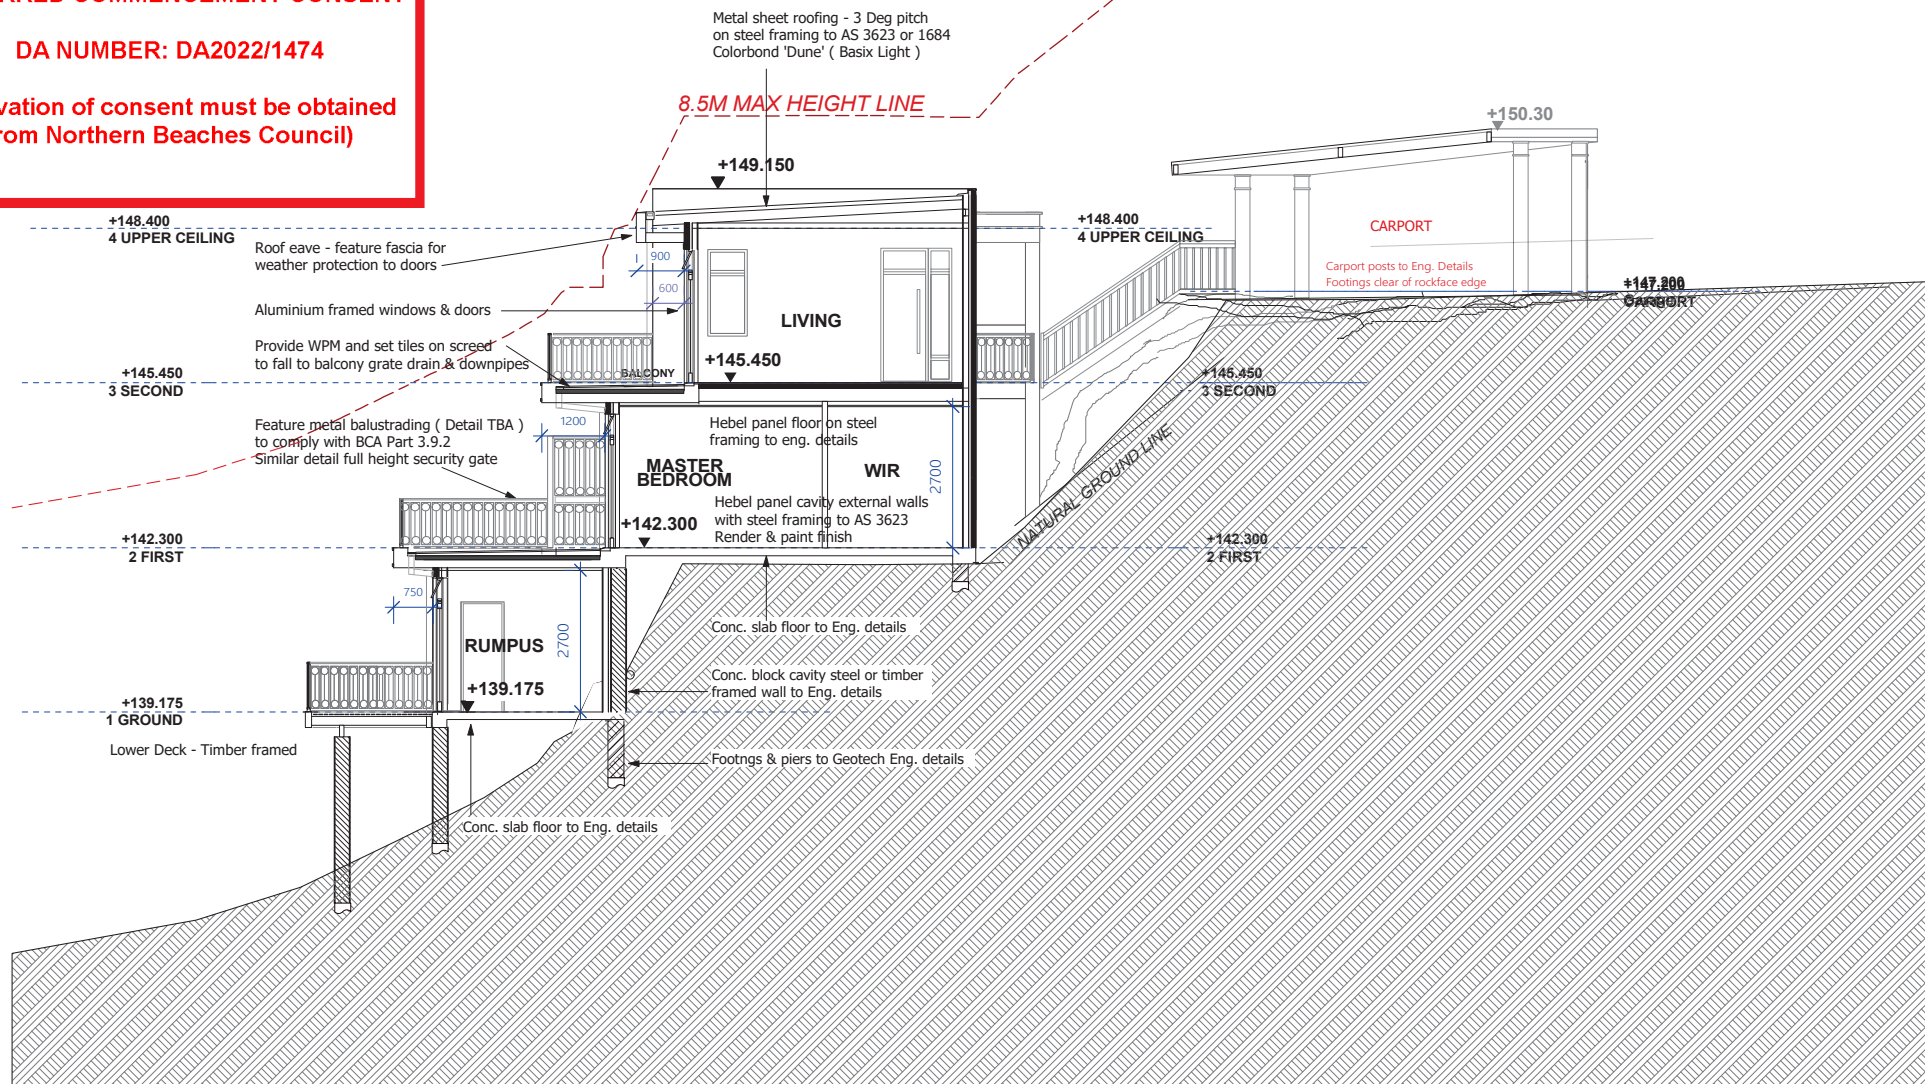 DA NUMBER: DA2022/1474
vation of consent must be obtained
rom Northern Beaches Council)
Metal sheet roofing - 3 Deg pitch
on steel framing to AS 3623 or 1684
Colorbond 'Dune' ( Basix Light )
8.5M MAX HEIGHT LINE
+150.30
+149.150
+148.400
4 UPPER CEILING
Roof eave - feature fascia for
weather protection to doors
900
600
+148.400
4 UPPER CEILING
CARPORT
Carport posts to Eng. Details
Footings clear of rockface edge
+147.200
Aluminium framed windows & doors
LIVING
Provide WPM and set tiles on screed
to fall to balcony grate drain & downpipes
+145.450
BALCONY
+145.450
3 SECOND
+145.450
3 SECOND
Feature metal balustrading ( Detail TBA )
to comply with BCA Part 3.9.2
Similar detail full height security gate
1200
Hebel panel floor on steel
framing to eng. details
MASTER
BEDROOM
WIR
2700
Hebel panel cavity external walls
with steel framing to AS 3623
Render & paint finish
+142.300
NATURAL GROUND LINE
+142.300
2 FIRST
+142.300
2 FIRST
750
RUMPUS
2700
+139.175
Conc. slab floor to Eng. details
Conc. block cavity steel or timber
framed wall to Eng. details
+139.175
1 GROUND
Lower Deck - Timber framed
Footngs & piers to Geotech Eng. details
Conc. slab floor to Eng. details